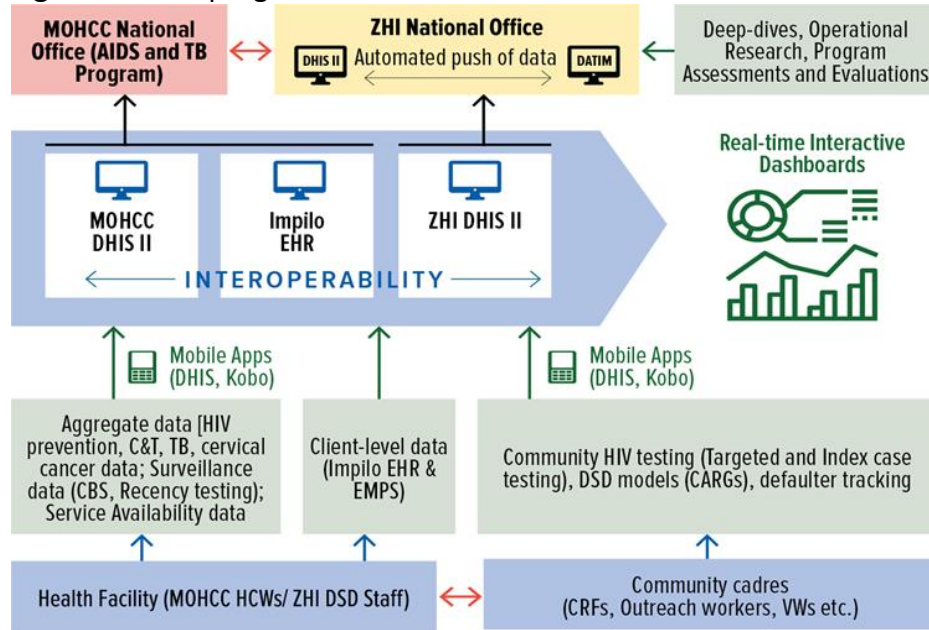 MOHCC National
Office (AIDS and TB
Program)
ZHI National Office
DHIS II
Automated push of data
DATIM
Deep-dives, Operational
Research, Program
Assessments and Evaluations
MOHCC
DHIS II
Impilo
EHR
ZHI DHIS II
INTEROPERABILITY
Real-time Interactive
Dashboards
Mobile Apps
(DHIS, Kobo)
Mobile Apps
(DHIS, Kobo)
Aggregate data [HIV
prevention, C&T, TB, cervical
cancer data; Surveillance
data (CBS, Recency testing);
Service Availability data
Client-level data
(Impilo EHR &
EMPS)
Community HIV testing (Targeted and Index case
testing), DSD models (CARGs), defaulter tracking
Health Facility (MOHCC HCWs/ ZHI DSD Staff)
Community cadres
(CRFs, Outreach workers, VWs etc.)